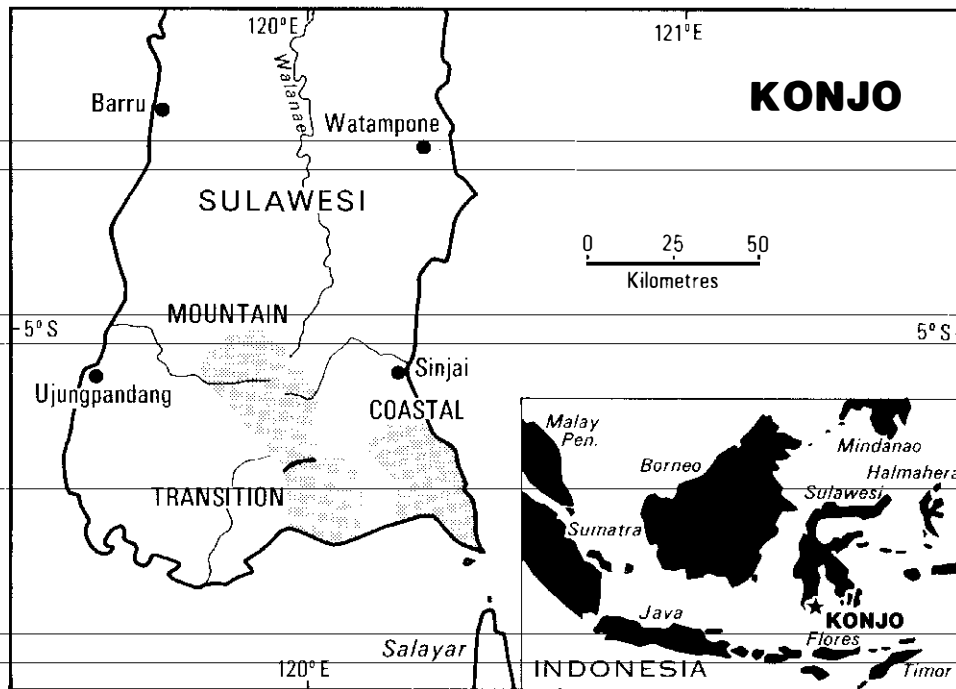 120°E
121°E
KONJO
Walanae
Barru
Watampone
SULAWESI
0 25 50
Kilometres
MOUNTAIN
5°S
5°S
Sinjai
Ujungpandang
COASTAL
TRANSITION
Salayar
120°E
Malay
Pen.
Borneo
Mindanao
Halmahera
Sulawesi
Sumatra
Java
KONJO
Flores
INDONESIA
Timor